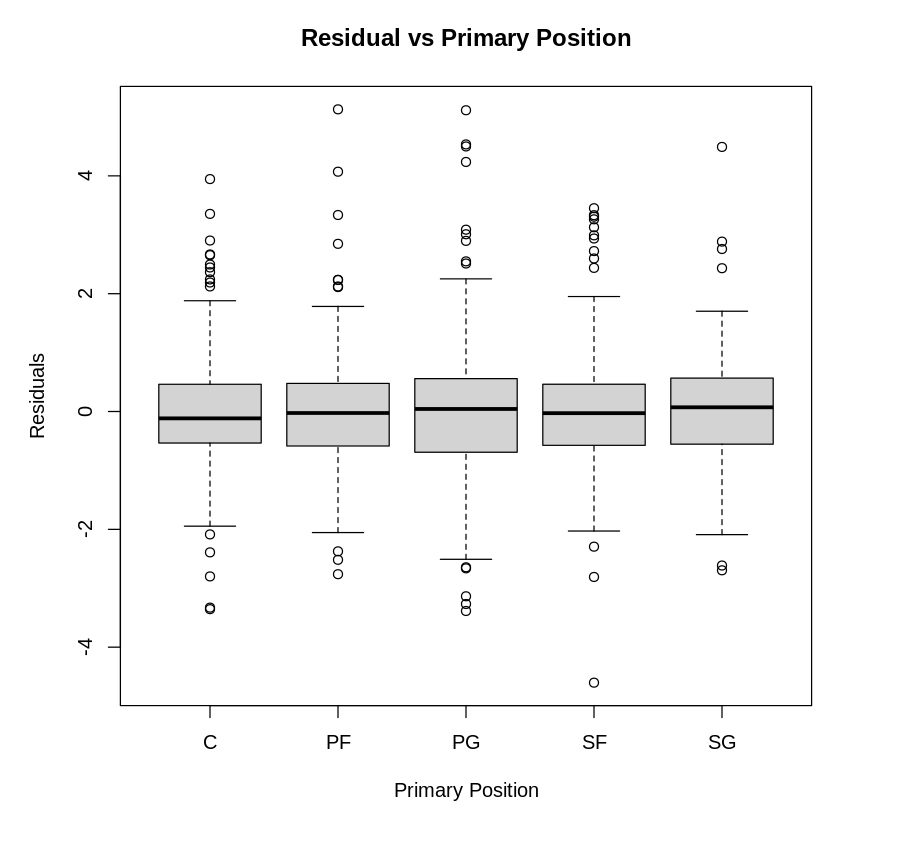 Residual vs Primary Position
Residuals
4
2
0
-2
-4
C PF PG SF SG
Primary Position